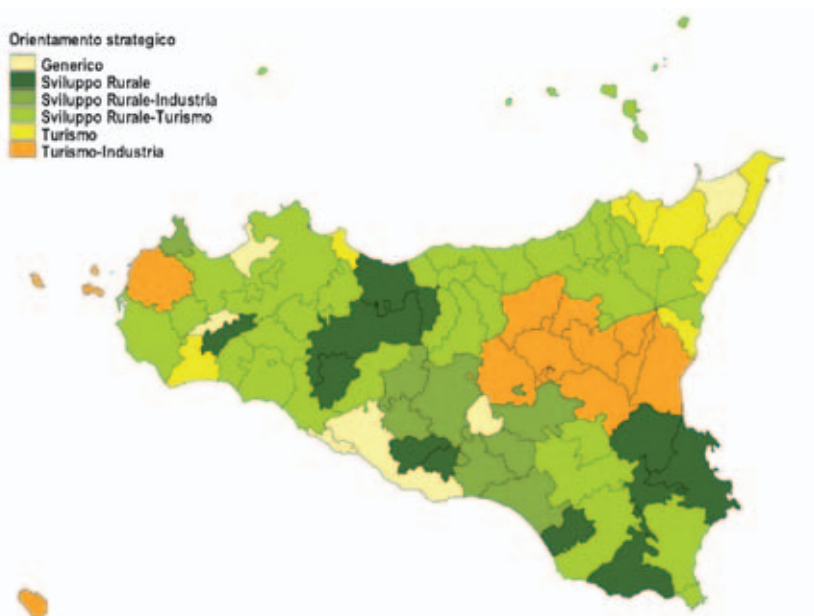 Orientamento strategico
Generico
Sviluppo Rurale
Sviluppo Rurale-Industria
Sviluppo Rurale-Turismo
Turismo
Turismo-Industria